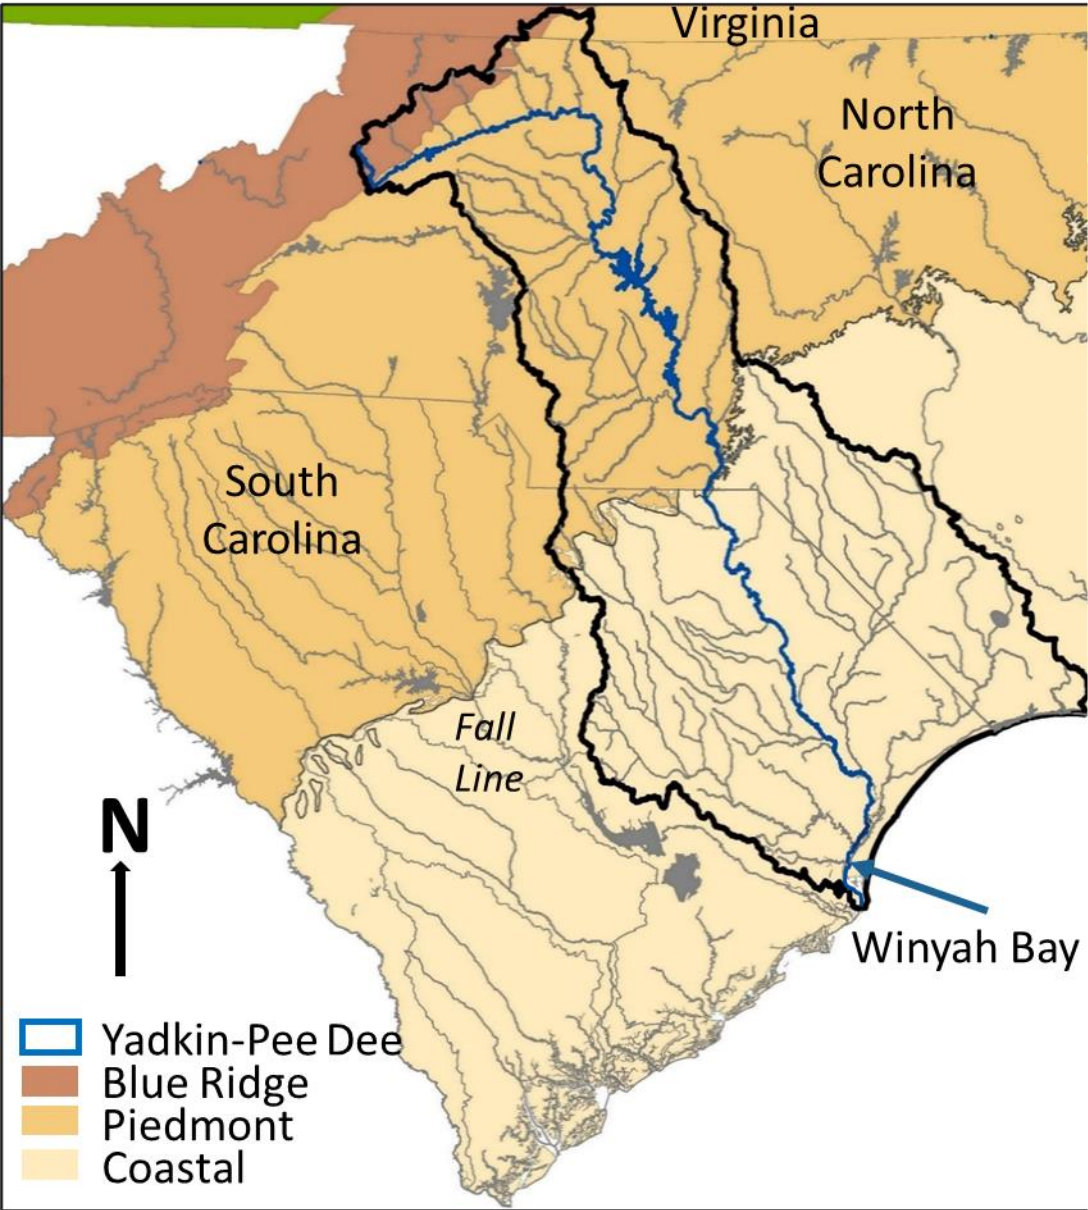 Virginia
North
Carolina
South
Carolina
Fall
Line
N
Winyah Bay
Yadkin-Pee Dee
Blue Ridge
Piedmont
Coastal